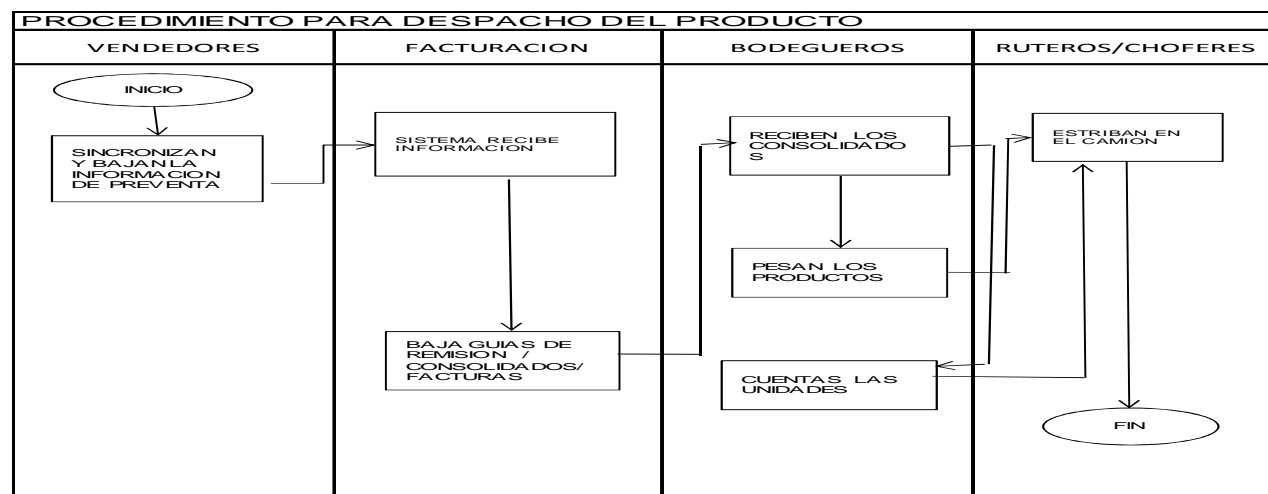 PROCEDIMIENTO PARA DESPACHO DEL PRODUCTO
VENDEDORES
FACTURACION
BODEGUEROS
RUTEROS/CHOFERES
INICIO
SINCRONIZAN
Y BAJAN LA
INFORMACION
DE PREVENTA
SISTEMA RECIBE
INFORMACION
BAJA GUIAS DE
REMISION /
CONSOLIDADOS/
FACTURAS
RECIBEN LOS
CONSOLIDADO
S
PESAN LOS
PRODUCTOS
CUENTAS LAS
UNIDADES
ESTRIBAN EN
EL CAMION
FIN